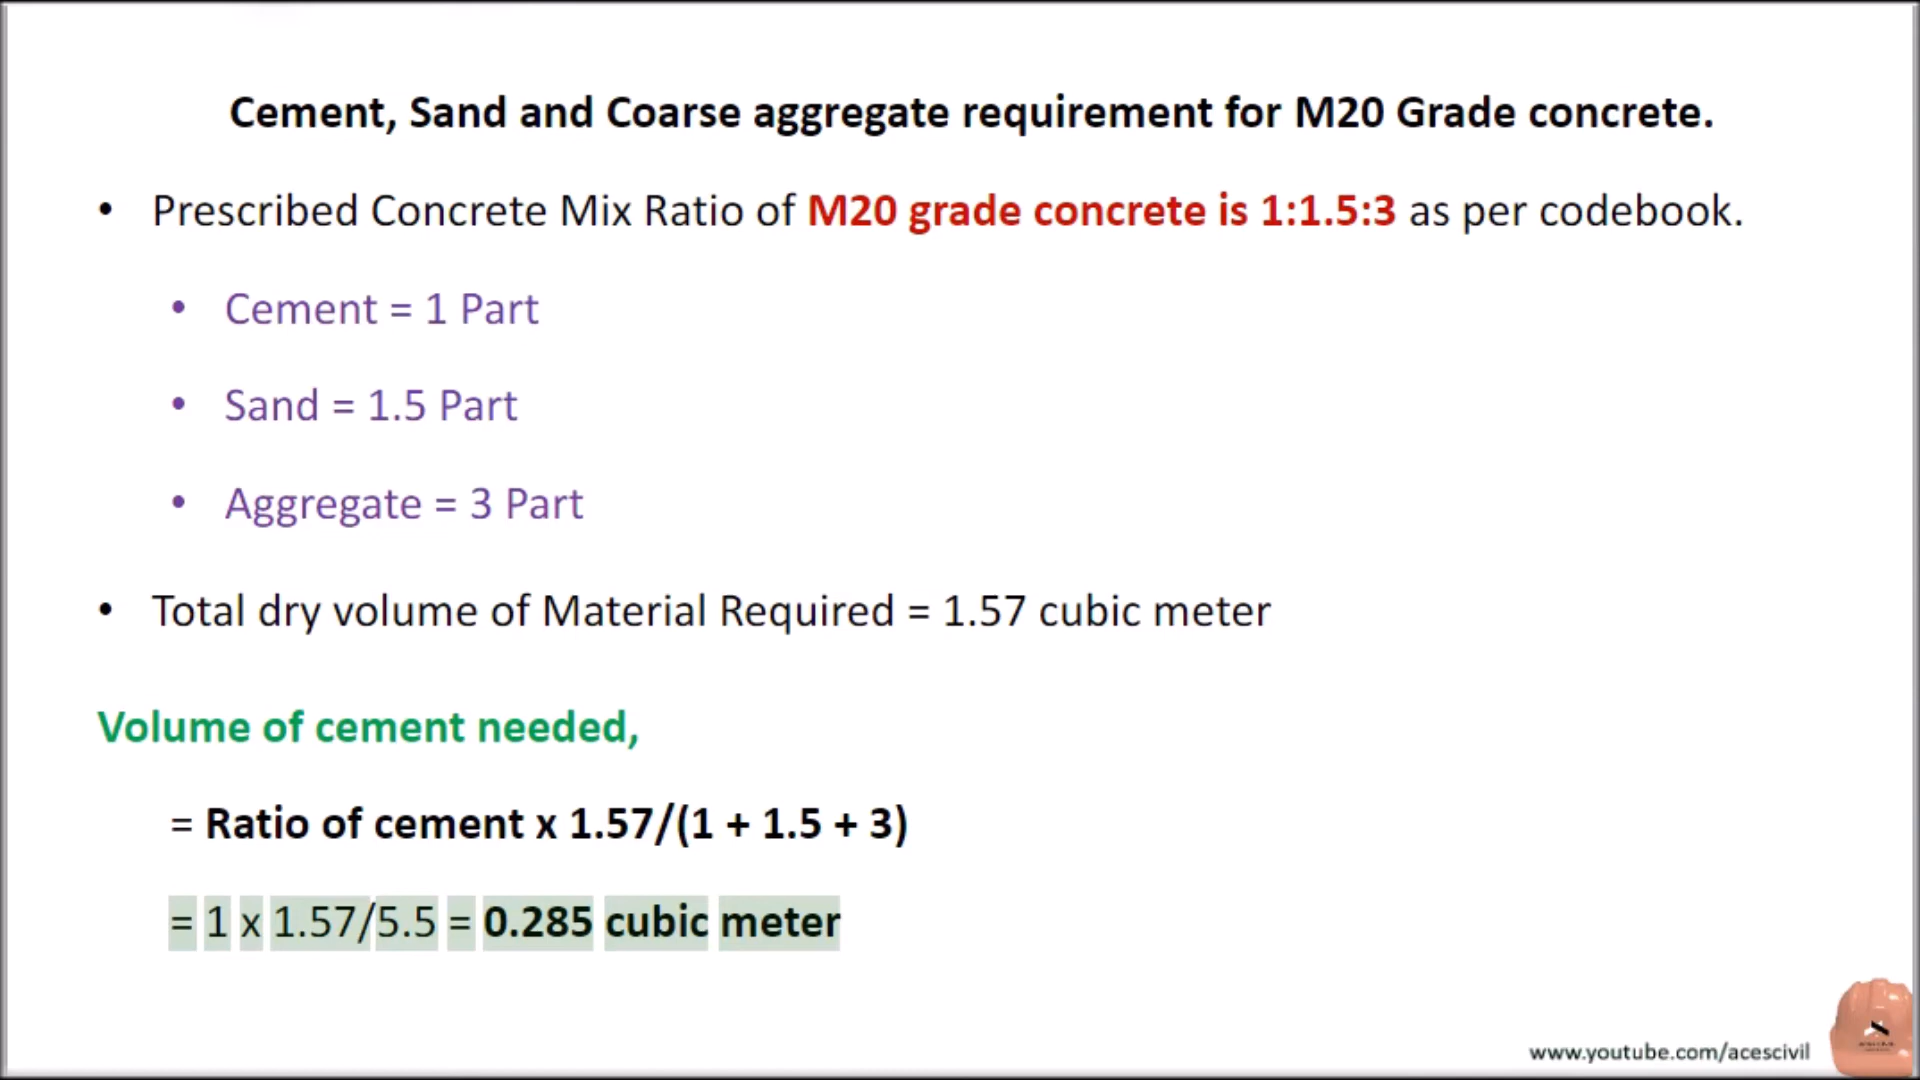 Cement, Sand and Coarse aggregate requirement for M20 Grade concrete.
• Prescribed Concrete Mix Ratio of M20 grade concrete is 1:1.5:3 as per codebook.
• Cement = 1 Part
• Sand = 1.5 Part
• Aggregate = 3 Part
• Total dry volume of Material Required = 1.57 cubic meter
Volume of cement needed,
= Ratio of cement x 1.57/(1 + 1.5 + 3)
= 1 x 1.57/5.5 = 0.285 cubic meter
www.youtube.com/acescivil